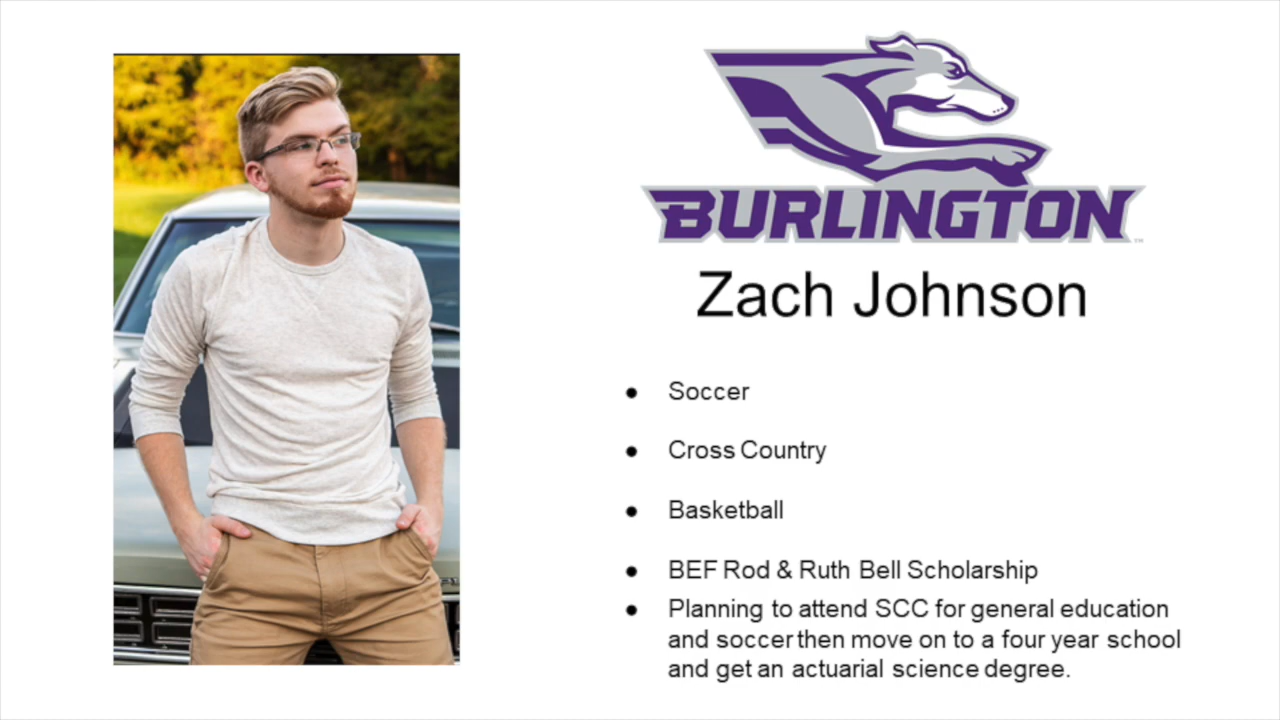 BURLINGTON
Zach Johnson
● Soccer
● Cross Country
● Basketball
● BEF Rod & Ruth Bell Scholarship
● Planning to attend SCC for general education
and soccer then move on to a four year school
and get an actuarial science degree.